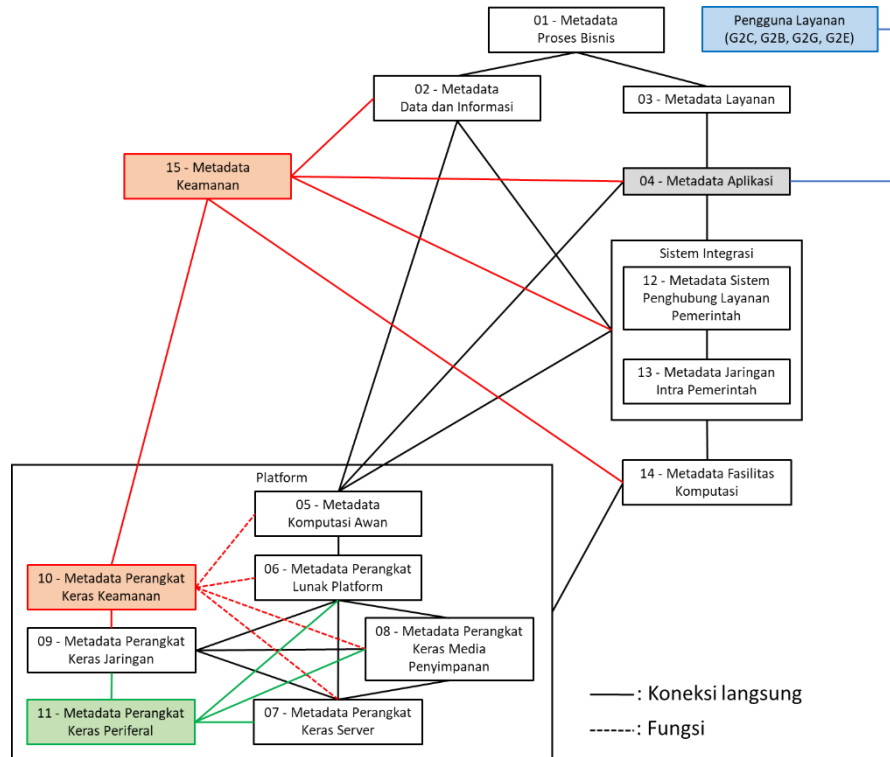 01 - Metadata
Proses Bisnis
Pengguna Layanan
(G2C, G2B, G2G, G2E)
02 - Metadata
Data dan Informasi
03 - Metadata Layanan
15 - Metadata
Keamanan
04 - Metadata Aplikasi
Sistem Integrasi
12 - Metadata Sistem
Penghubung Layanan
Pemerintah
13 - Metadata Jaringan
Intra Pemerintah
14 - Metadata Fasilitas
Komputasi
Platform
05 - Metadata
Komputasi Awan
06 - Metadata Perangkat
Lunak Platform
10 - Metadata Perangkat
Keras Keamanan
08 - Metadata Perangkat
Keras Media
Penyimpanan
09 - Metadata Perangkat
Keras Jaringan
11 - Metadata Perangkat
Keras Periferal
07 - Metadata Perangkat
Keras Server
: Koneksi langsung
: Fungsi